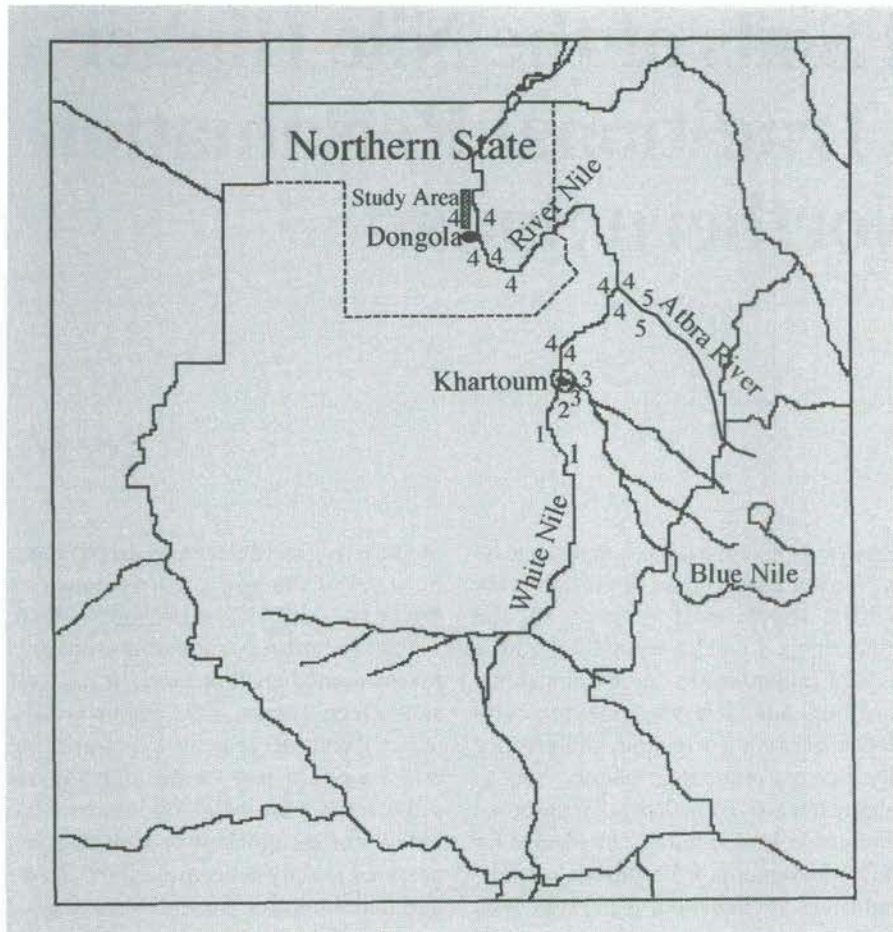 Northern State
Study Area
4 4
River Nile
Dongola
4 4
4
4 4
5
4
5
Atbra River
4
4
Khartoum
3
3
2
1
1
White Nile
Blue Nile